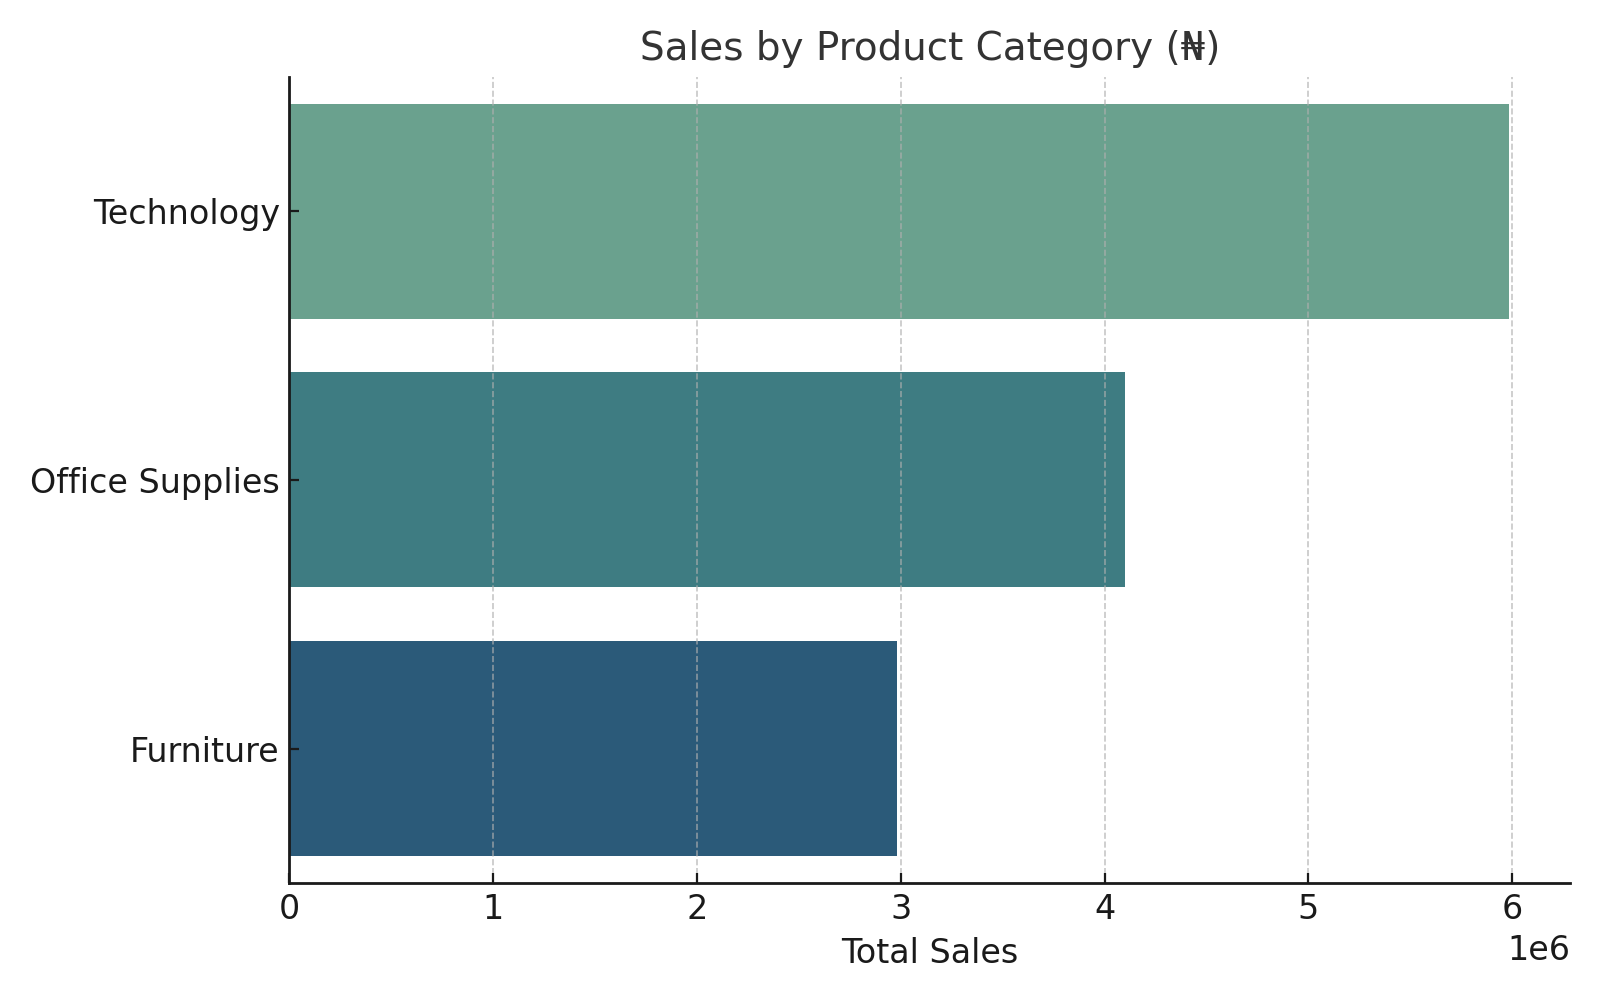 Sales by Product Category (₦)
Technology
Office Supplies
Furniture
0 1 2 3 4 5 6
1e6
Total Sales